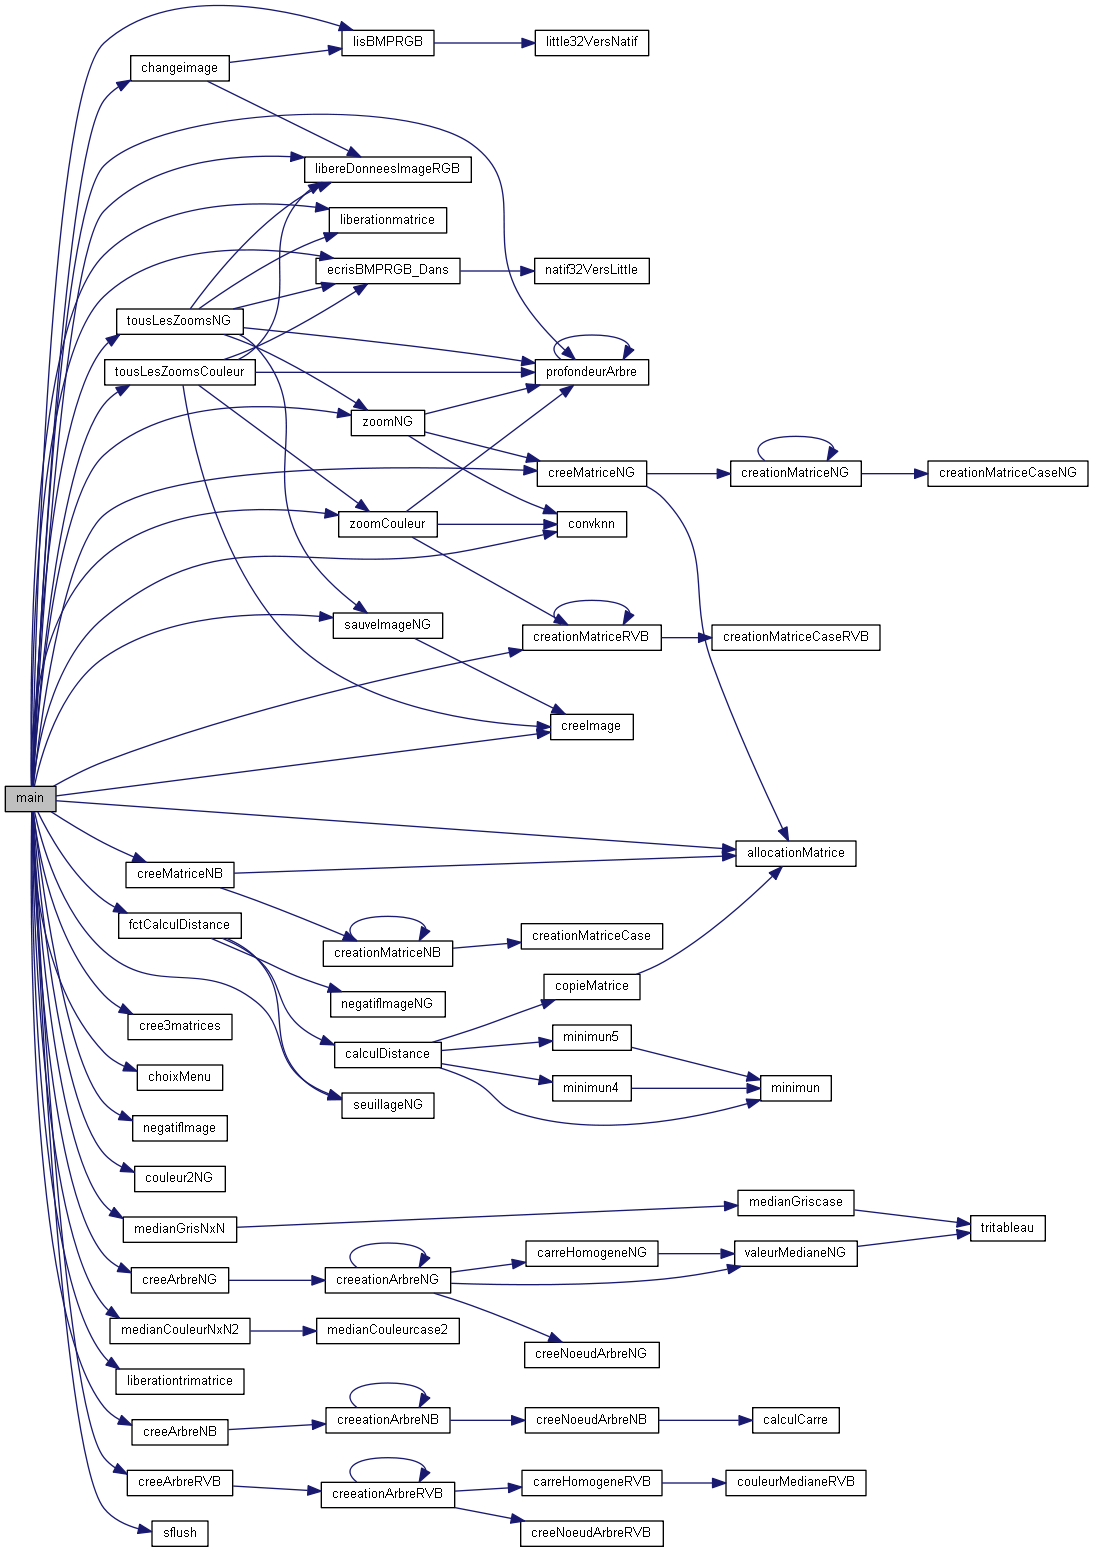 lisBMPRGB
little32VersNatif
changeimage
libereDonneesImageRGB
liberationmatrice
ecrisBMPRGB_Dans
natif32VersLittle
tousLesZoomsNG
tousLesZoomsCouleur
profondeurArbre
zoomNG
creeMatriceNG
creationMatriceNG
creationMatriceCaseNG
zoomCouleur
convknn
sauveImageNG
creationMatriceRVB
creationMatriceCaseRVB
creeImage
main
allocationMatrice
creeMatriceNB
fctCalculDistance
creationMatriceNB
creationMatriceCase
copieMatrice
negatifImageNG
cree3matrices
calculDistance
minimun5
choixMenu
minimun4
minimun
seuillageNG
negatifImage
couleur2NG
medianGrisNxN
medianGriscase
tritableau
carreHomogeneNG
valeurMedianeNG
creeArbreNG
creeationArbreNG
medianCouleurNxN2
medianCouleurcase2
creeNoeudArbreNG
liberationtrimatrice
creeArbreNB
creeationArbreNB
creeNoeudArbreNB
calculCarre
creeArbreRVB
creeationArbreRVB
carreHomogeneRVB
couleurMedianeRVB
sflush
creeNoeudArbreRVB